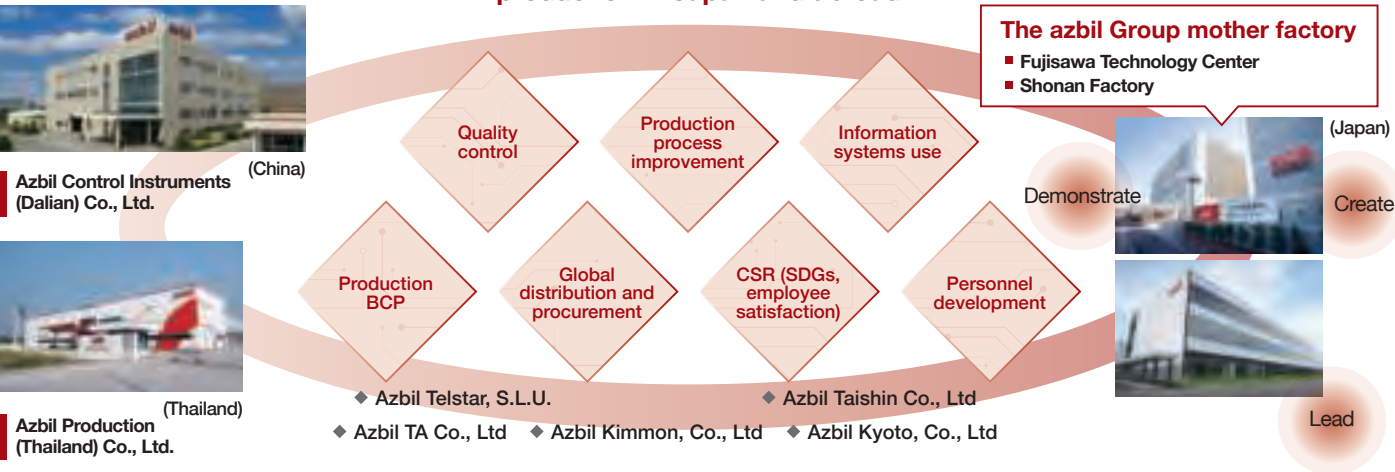 The azbil Group mother factory
Fujisawa Technology Center
Shonan Factory
(Japan)
Demonstrate
Create
Lead
(China)
Azbil Control Instruments
(Dalian) Co., Ltd.
(Thailand)
Azbil Production
(Thailand) Co., Ltd.
Quality
control
Production
process
improvement
Information
systems use
Production
BCP
Global
distribution and
procurement
CSR (SDGs,
employee
satisfaction)
Personnel
development
◆ Azbil Telstar, S.L.U.
◆ Azbil Taishin Co., Ltd
◆ Azbil TA Co., Ltd ◆ Azbil Kimmon, Co., Ltd ◆ Azbil Kyoto, Co., Ltd